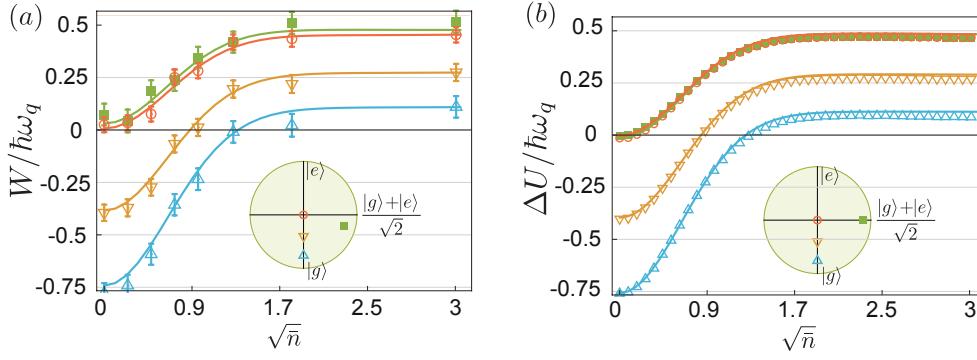 (a)
W/ħω_q
0.5
0.25
0
-0.25
-0.5
-0.75
0 0.9 1.7 2.5 3
√n̄
|e⟩
|g⟩+|e⟩
√2
|g⟩
(b)
ΔU/ħω_q
0.5
0.25
0
-0.25
-0.5
-0.75
0 0.9 1.7 2.5 3
√n̄
|e⟩
|g⟩+|e⟩
√2
|g⟩